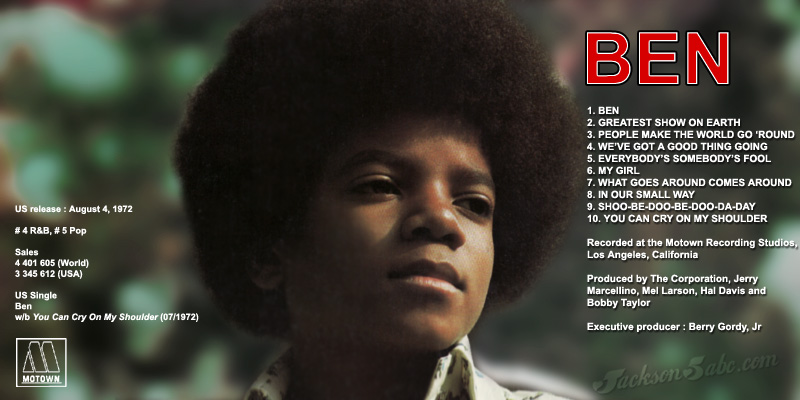 BEN
1. BEN
2. GREATEST SHOW ON EARTH
3. PEOPLE MAKE THE WORLD GO 'ROUND
4. WE'VE GOT A GOOD THING GOING
5. EVERYBODY'S SOMEBODY'S FOOL
6. MY GIRL
7. WHAT GOES AROUND COMES AROUND
8. IN OUR SMALL WAY
9. SHOO-BE-DOO-BE-DOO-DA-DAY
10. YOU CAN CRY ON MY SHOULDER
Recorded at the Motown Recording Studios,
Los Angeles, California
Produced by The Corporation, Jerry
Marcellino, Mel Larson, Hal Davis and
Bobby Taylor
Executive producer : Berry Gordy, Jr
US release : August 4, 1972
# 4 R&B, # 5 Pop
Sales
4 401 605 (World)
3 345 612 (USA)
US Single
Ben
w/b You Can Cry On My Shoulder (07/1972)
MOTOWN
Jackson5abc.com